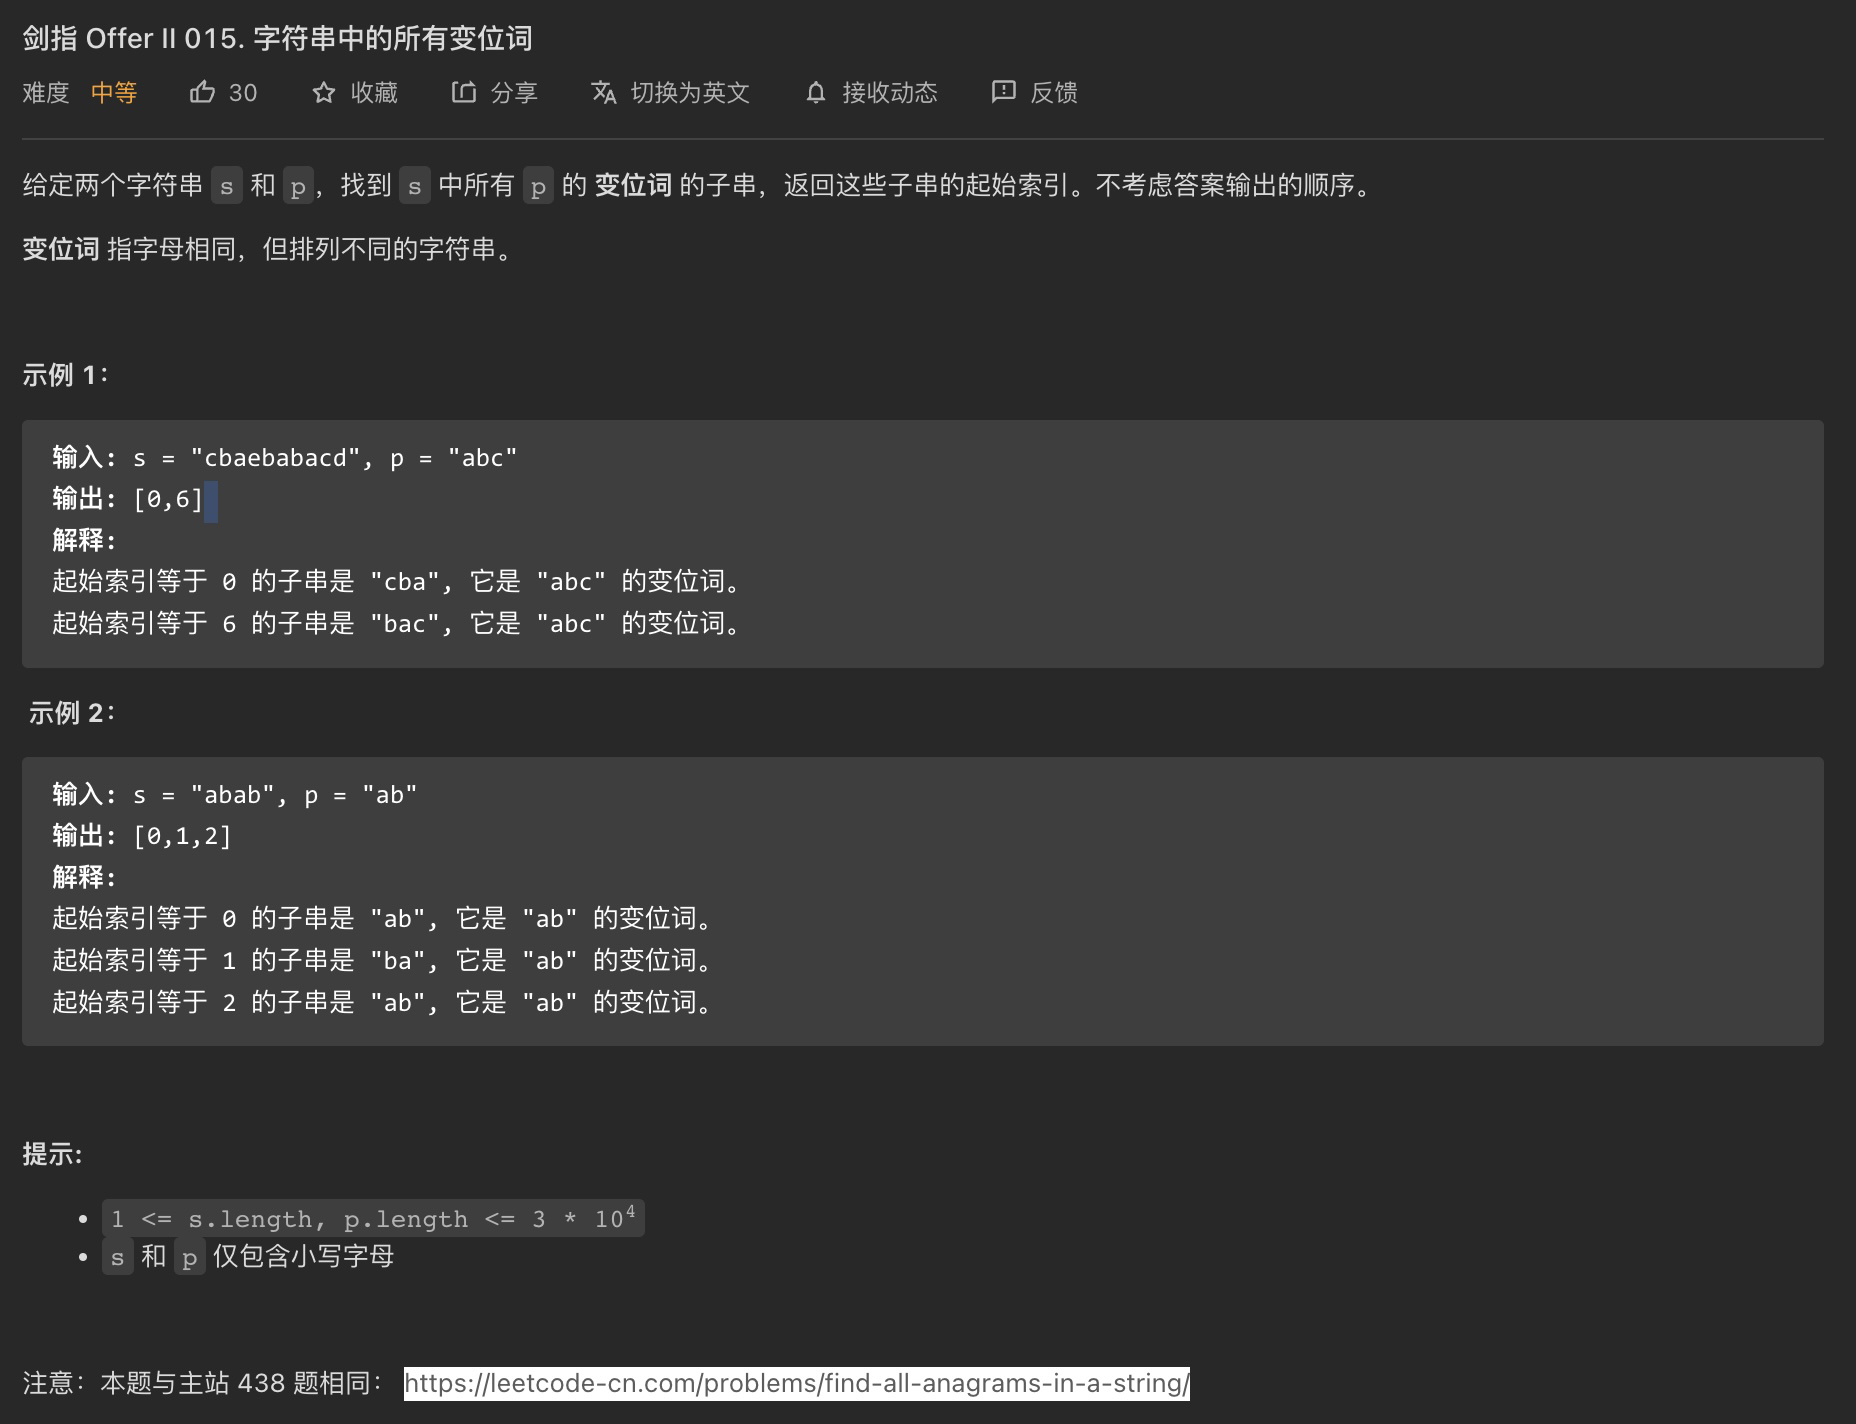 剑指 Offer II 015. 字符串中的所有变位词
难度 中等 30 收藏 分享 切换为英文 接收动态 反馈
给定两个字符串 s 和 p，找到 s 中所有 p 的 变位词 的子串，返回这些子串的起始索引。不考虑答案输出的顺序。
变位词 指字母相同，但排列不同的字符串。
示例 1：
输入: s = "cbaebabacd", p = "abc"
输出: [0,6]
解释:
起始索引等于 0 的子串是 "cba", 它是 "abc" 的变位词。
起始索引等于 6 的子串是 "bac", 它是 "abc" 的变位词。
示例 2：
输入: s = "abab", p = "ab"
输出: [0,1,2]
解释:
起始索引等于 0 的子串是 "ab", 它是 "ab" 的变位词。
起始索引等于 1 的子串是 "ba", 它是 "ab" 的变位词。
起始索引等于 2 的子串是 "ab", 它是 "ab" 的变位词。
提示:
• 1 <= s.length, p.length <= 3 * 10⁴
• s 和 p 仅包含小写字母
注意：本题与主站 438 题相同： https://leetcode-cn.com/problems/find-all-anagrams-in-a-string/